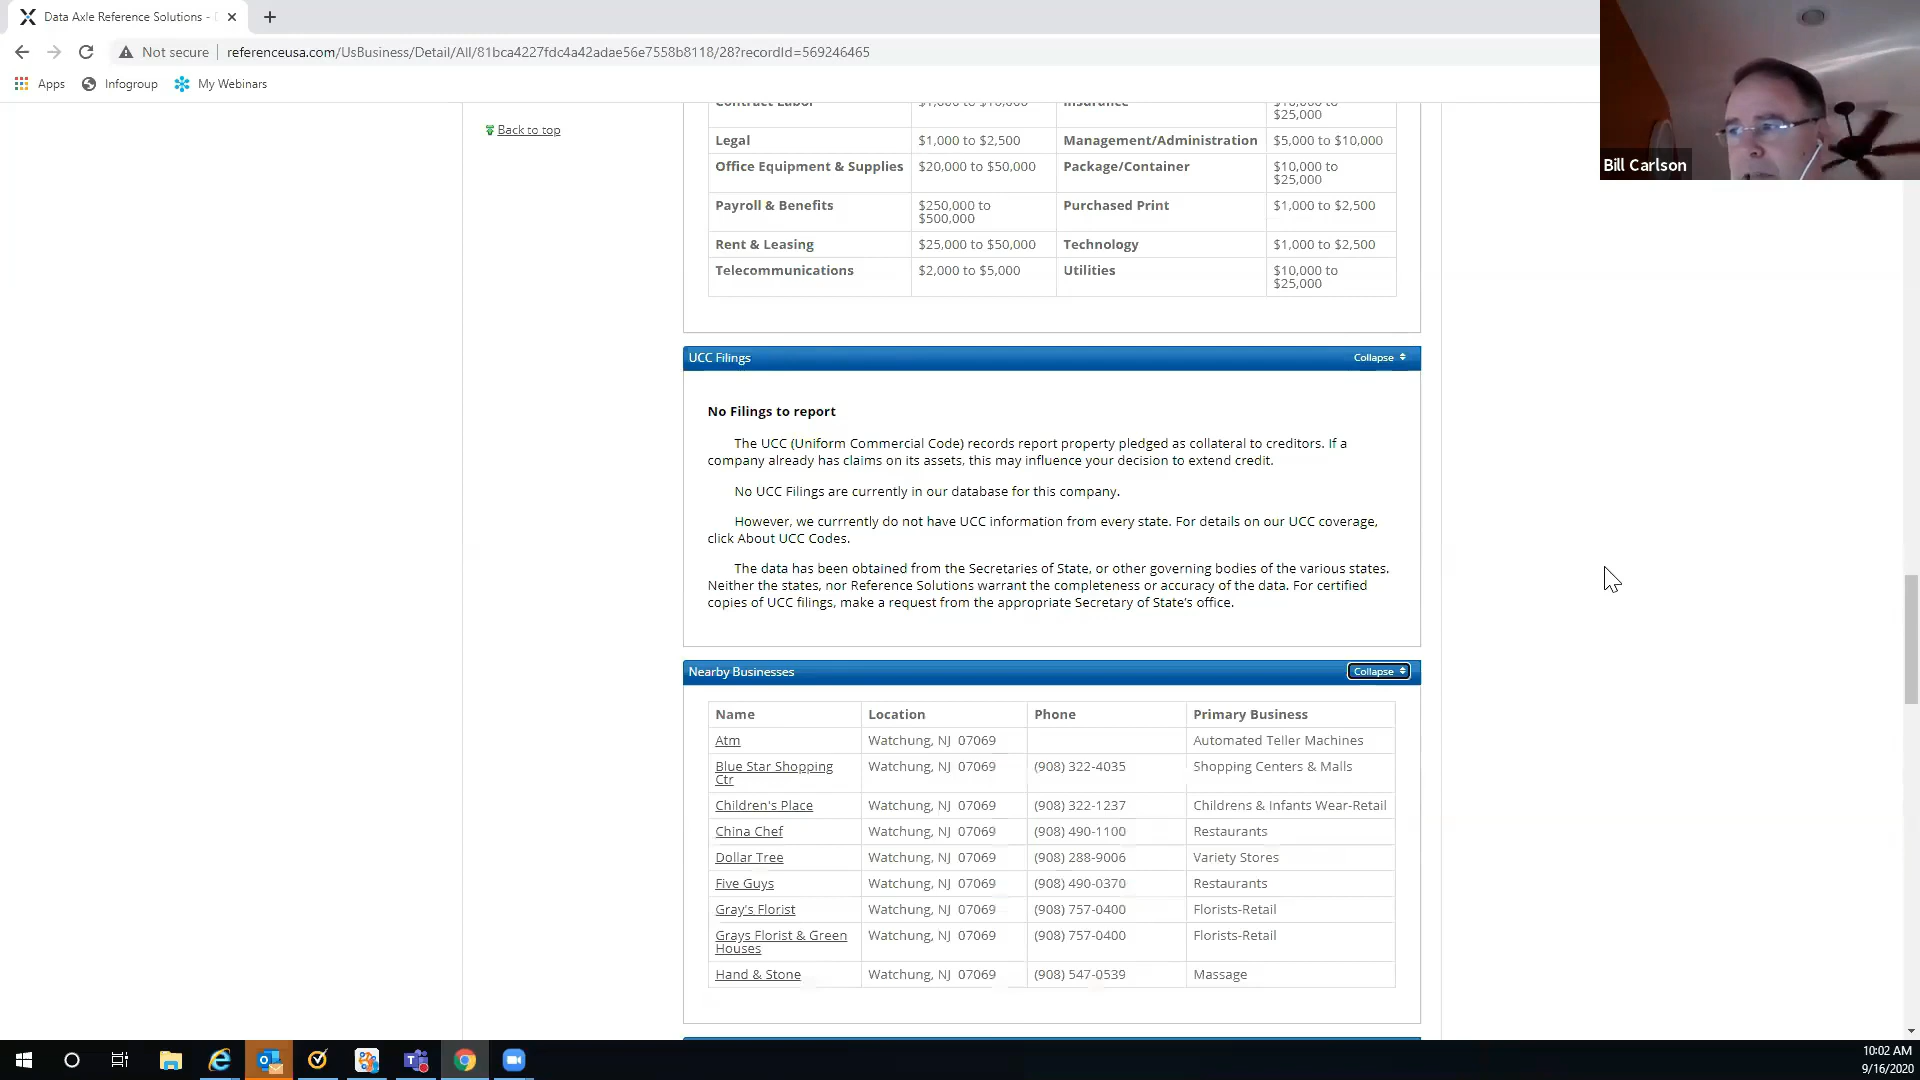 Data Axle Reference Solutions -
Not secure
referenceusa.com/UsBusiness/Detail/All/81bca4227fdc4a42adae56e7558b8118/28?recordId=569246465
Apps
Infogroup
My Webinars
Bill Carlson
Back to top
Contract Labor $1,000 to $10,000 Insurance $10,000 to
$25,000
Legal $1,000 to $2,500 Management/Administration $5,000 to $10,000
Office Equipment & Supplies $20,000 to $50,000 Package/Container $10,000 to
$25,000
Payroll & Benefits $250,000 to
$500,000 Purchased Print $1,000 to $2,500
Rent & Leasing $25,000 to $50,000 Technology $1,000 to $2,500
Telecommunications $2,000 to $5,000 Utilities $10,000 to
$25,000
UCC Filings Collapse
No Filings to report
The UCC (Uniform Commercial Code) records report property pledged as collateral to creditors. If a
company already has claims on its assets, this may influence your decision to extend credit.
No UCC Filings are currently in our database for this company.
However, we currrently do not have UCC information from every state. For details on our UCC coverage,
click About UCC Codes.
The data has been obtained from the Secretaries of State, or other governing bodies of the various states.
Neither the states, nor Reference Solutions warrant the completeness or accuracy of the data. For certified
copies of UCC filings, make a request from the appropriate Secretary of State's office.
Nearby Businesses Collapse
Name Location Phone Primary Business
Atm Watchung, NJ 07069 Automated Teller Machines
Blue Star Shopping
Ctr Watchung, NJ 07069 (908) 322-4035 Shopping Centers & Malls
Children's Place Watchung, NJ 07069 (908) 322-1237 Childrens & Infants Wear-Retail
China Chef Watchung, NJ 07069 (908) 490-1100 Restaurants
Dollar Tree Watchung, NJ 07069 (908) 288-9006 Variety Stores
Five Guys Watchung, NJ 07069 (908) 490-0370 Restaurants
Gray's Florist Watchung, NJ 07069 (908) 757-0400 Florists-Retail
Grays Florist & Green
Houses Watchung, NJ 07069 (908) 757-0400 Florists-Retail
Hand & Stone Watchung, NJ 07069 (908) 547-0539 Massage
10:02 AM
9/16/2020